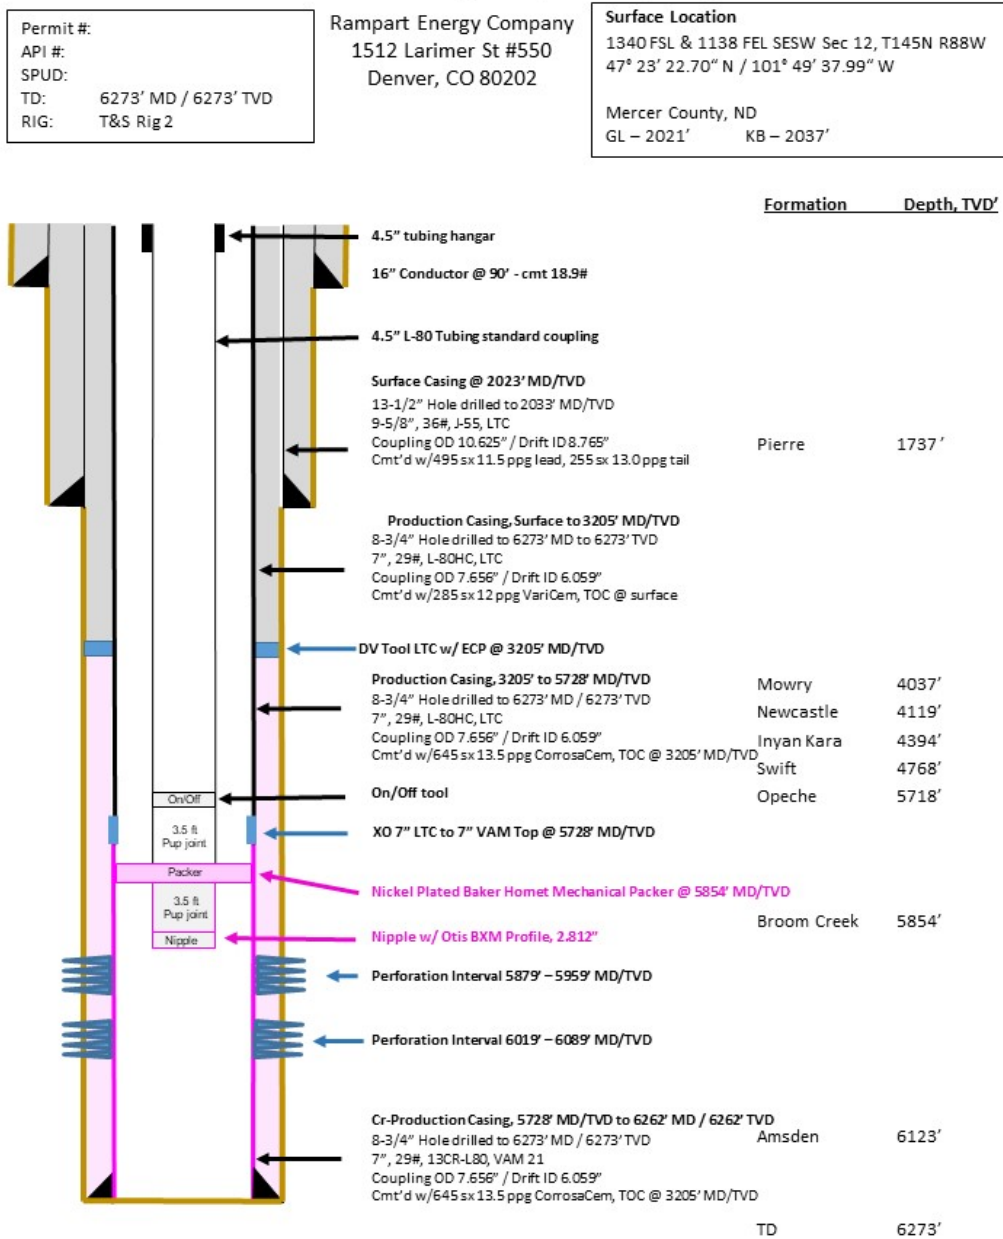 Permit #:
API #:
SPUD:
TD: 6273’ MD / 6273’ TVD
RIG: T&S Rig 2
Rampart Energy Company
1512 Larimer St #550
Denver, CO 80202
Surface Location
1340 FSL & 1138 FEL SESW Sec 12, T145N R88W
47° 23’ 22.70” N / 101° 49’ 37.99” W
Mercer County, ND
GL – 2021’ KB – 2037’
Formation Depth, TVD’
4.5” tubing hangar
16” Conductor @ 90’ - cmt 18.9#
4.5” L-80 Tubing standard coupling
Surface Casing @ 2023’ MD/TVD
13-1/2” Hole drilled to 2033’ MD/TVD
9-5/8”, 36#, J-55, LTC
Coupling OD 10.625” / Drift ID 8.765”
Cmt’d w/495 sx 11.5 ppg lead, 255 sx 13.0 ppg tail
Pierre 1737’
Production Casing, Surface to 3205’ MD/TVD
8-3/4” Hole drilled to 6273’ MD to 6273’ TVD
7”, 29#, L-80HC, LTC
Coupling OD 7.656” / Drift ID 6.059”
Cmt’d w/285 sx 12 ppg VariCem, TOC @ surface
DV Tool LTC w/ ECP @ 3205’ MD/TVD
Production Casing, 3205’ to 5728’ MD/TVD
8-3/4” Hole drilled to 6273’ MD / 6273’ TVD
7”, 29#, L-80HC, LTC
Coupling OD 7.656” / Drift ID 6.059”
Cmt’d w/645 sx 13.5 ppg CorrosaCem, TOC @ 3205’ MD/TVD
Mowry 4037’
Newcastle 4119’
Inyan Kara 4394’
Swift 4768’
Opeche 5718’
On/Off
On/Off tool
3.5 ft
Pup joint
XO 7” LTC to 7” VAM Top @ 5728’ MD/TVD
Packer
Nickel Plated Baker Hornet Mechanical Packer @ 5854’ MD/TVD
3.5 ft
Pup joint
Broom Creek 5854’
Nipple
Nipple w/ Otis BXM Profile, 2.812”
Perforation Interval 5879’ – 5959’ MD/TVD
Perforation Interval 6019’ – 6089’ MD/TVD
Cr-Production Casing, 5728’ MD/TVD to 6262’ MD / 6262’ TVD
8-3/4” Hole drilled to 6273’ MD / 6273’ TVD
7”, 29#, 13CR-L80, VAM 21
Coupling OD 7.656” / Drift ID 6.059”
Cmt’d w/645 sx 13.5 ppg CorrosaCem, TOC @ 3205’ MD/TVD
Amsden 6123’
TD 6273’